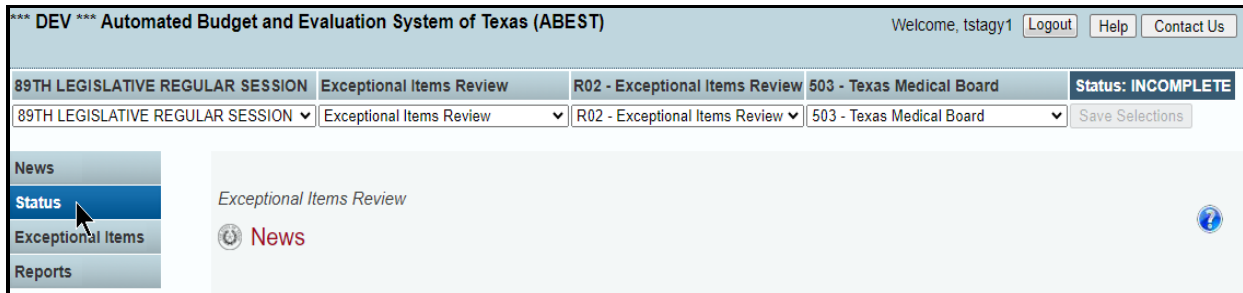 *** DEV *** Automated Budget and Evaluation System of Texas (ABEST) Welcome, tstagy1 Logout Help Contact Us
89TH LEGISLATIVE REGULAR SESSION Exceptional Items Review R02 - Exceptional Items Review 503 - Texas Medical Board Status: INCOMPLETE
89TH LEGISLATIVE REGULAR SESSION Exceptional Items Review R02 - Exceptional Items Review 503 - Texas Medical Board Save Selections
News
Status
Exceptional Items
Reports
Exceptional Items Review
News
?